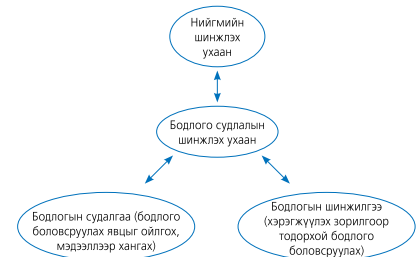 Нийгмийн
шинжлэх
ухаан
Бодлого судлалын
шинжлэх ухаан
Бодлогын судалгаа (бодлого
боловсруулах явцыг ойлгох,
мэдээллээр хангах)
Бодлогын шинжилгээ
(хэрэгжүүлэх зорилгоор
тодорхой бодлого
боловсруулах)